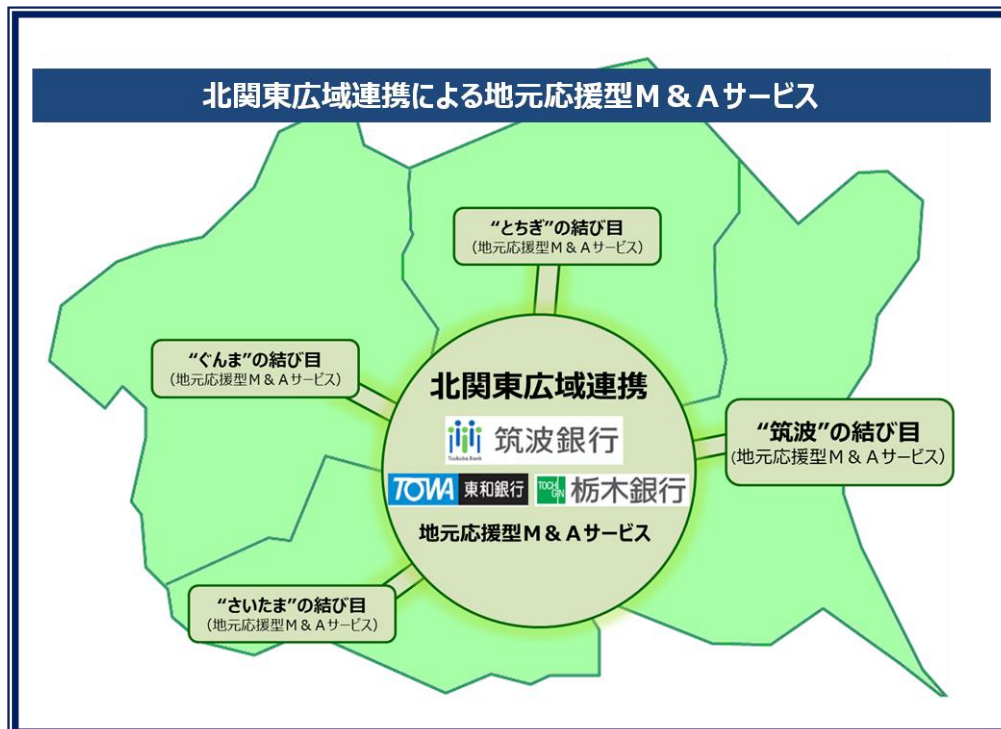 北関東広域連携による地元応援型M＆Aサービス
“とちぎ”の結び目
（地元応援型M＆Aサービス）
“ぐんま”の結び目
（地元応援型M＆Aサービス）
北関東広域連携
筑波銀行
Tsukuba Bank
“筑波”の結び目
（地元応援型M＆Aサービス）
TOWA 東和銀行
TOCHIGIN 栃木銀行
地元応援型M＆Aサービス
“さいたま”の結び目
（地元応援型M＆Aサービス）